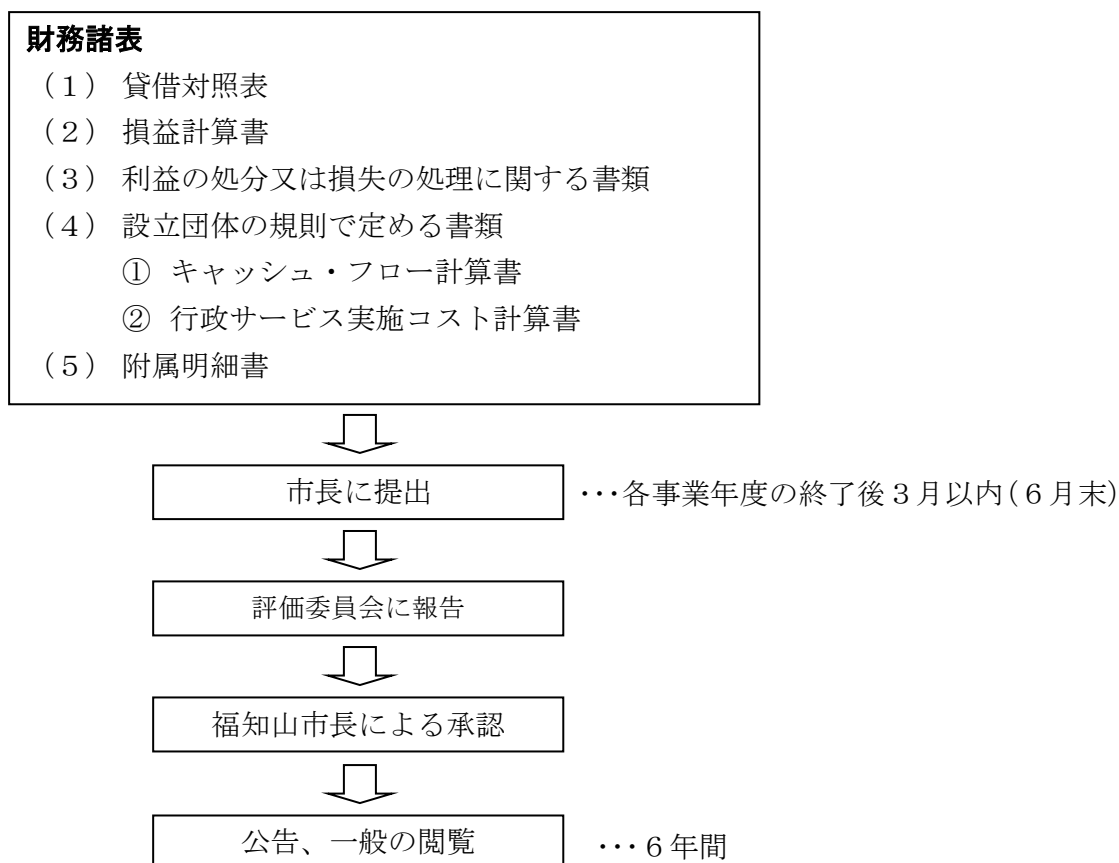 財務諸表
（１） 貸借対照表
（２） 損益計算書
（３） 利益の処分又は損失の処理に関する書類
（４） 設立団体の規則で定める書類
① キャッシュ・フロー計算書
② 行政サービス実施コスト計算書
（５） 附属明細書
市長に提出 ･･･各事業年度の終了後３月以内（６月末）
評価委員会に報告
福知山市長による承認
公告、一般の閲覧 ･･･６年間